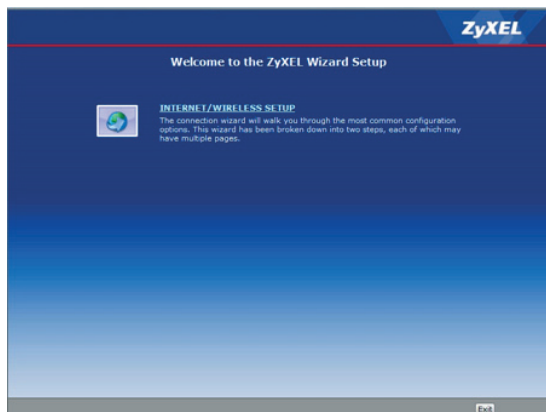 ZyXEL
Welcome to the ZyXEL Wizard Setup
INTERNET/WIRELESS SETUP
The connection wizard will walk you through the most common configuration
options. This wizard has been broken down into two steps, each of which may
have multiple pages.
Exit